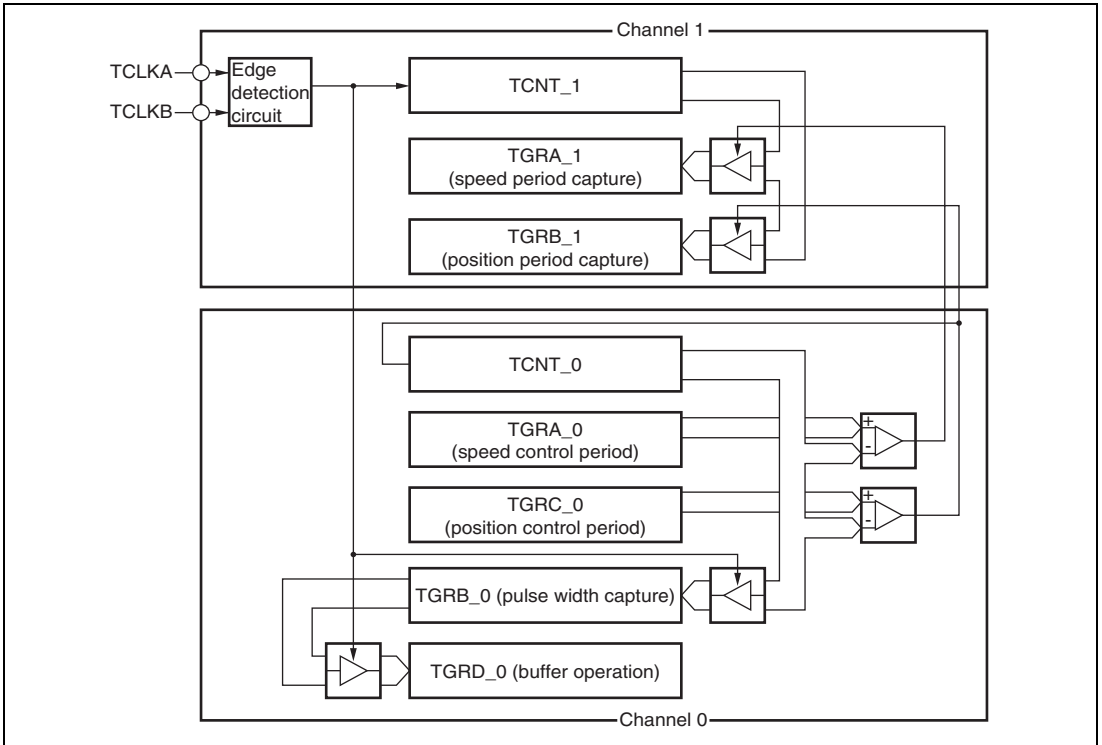 Channel 1
TCLKA
TCLKB
Edge
detection
circuit
TCNT_1
TGRA_1
(speed period capture)
TGRB_1
(position period capture)
TCNT_0
TGRA_0
(speed control period)
+
-
TGRC_0
(position control period)
+
-
TGRB_0 (pulse width capture)
TGRD_0 (buffer operation)
Channel 0